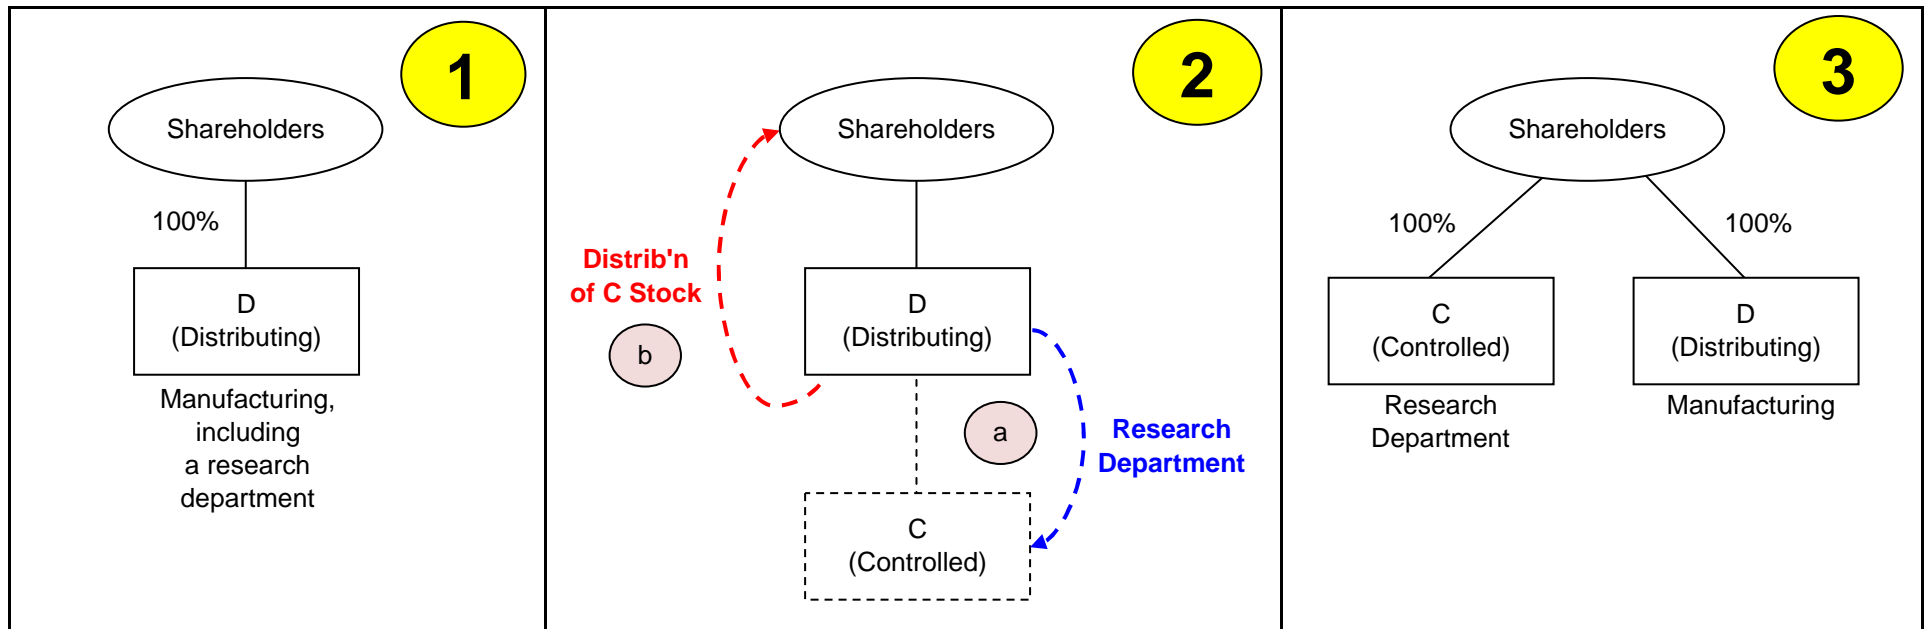 1
Shareholders
100%
D
(Distributing)
Manufacturing,
including
a research
department
2
Shareholders
Distrib'n
of C Stock
b
D
(Distributing)
a
Research
Department
C
(Controlled)
3
Shareholders
100%
100%
C
(Controlled)
Research
Department
D
(Distributing)
Manufacturing